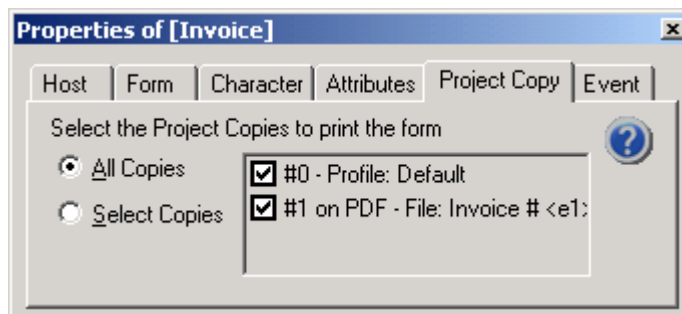 Properties of [Invoice]
Host Form Character Attributes Project Copy Event
Select the Project Copies to print the form
All Copies
#0 - Profile: Default
Select Copies
#1 on PDF - File: Invoice # <e1>